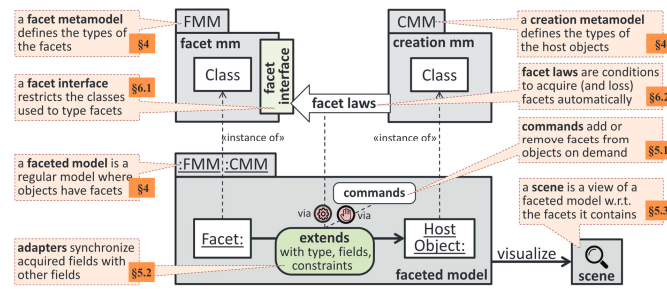 a facet metamodel
defines the types of
the facets
§4
FMM
facet mm
Class
facet
interface
CMM
creation mm
Class
a creation metamodel
defines the types of
the host objects
§4
a facet interface
restricts the classes
used to type facets
§6.1
facet laws
facet laws are conditions
to acquire (and loss)
facets automatically
§6.2
«instance of»
«instance of»
commands add or
remove facets from
objects on demand
§5.1
a faceted model is a
regular model where
objects have facets
§4
:FMM :CMM
commands
via
via
a scene is a view of a
faceted model w.r.t.
the facets it contains
§5.3
Facet:
extends
with type, fields,
constraints
Host
Object:
faceted model
visualize
scene
adapters synchronize
acquired fields with
other fields
§5.2